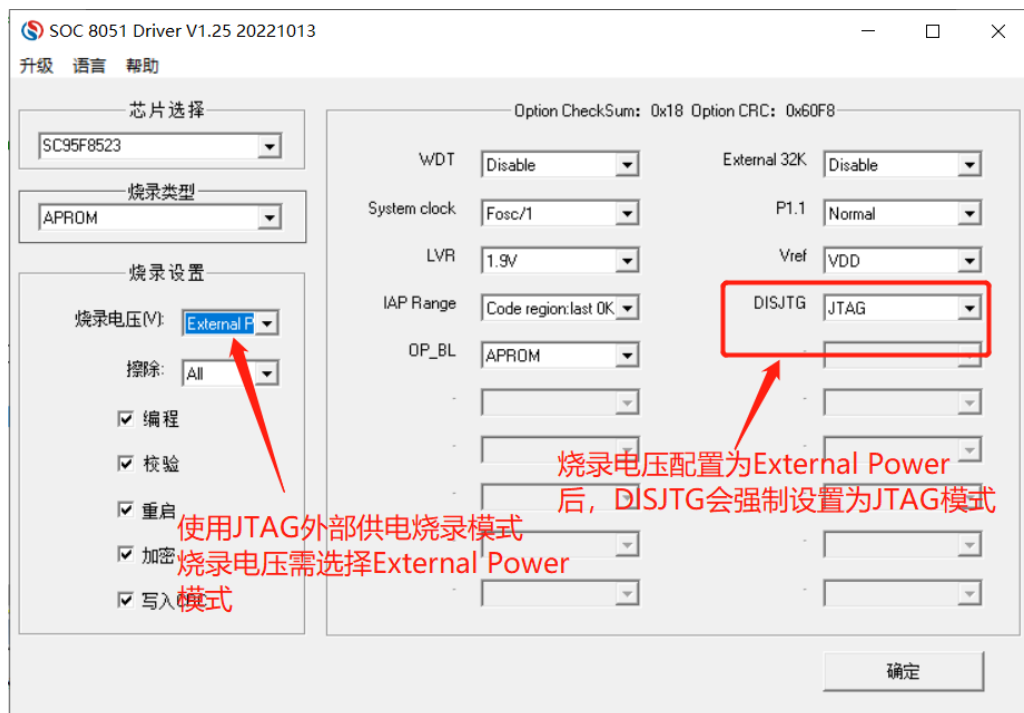 SOC 8051 Driver V1.25 20221013
升级 语言 帮助
芯片选择
SC95F8523
烧录类型
APROM
烧录设置
烧录电压(V): External P
擦除: All
编程
校验
重启
加密
写入
使用JTAG外部供电烧录模式
烧录电压需选择External Power
模式
Option CheckSum: 0x18 Option CRC: 0x60F8
WDT Disable External 32K Disable
System clock Fosc/1 P1.1 Normal
LVR 1.9V Vref VDD
IAP Range Code region:last 0K DISJTG JTAG
OP_BL APROM
烧录电压配置为External Power
后，DISJTG会强制设置为JTAG模式
确定